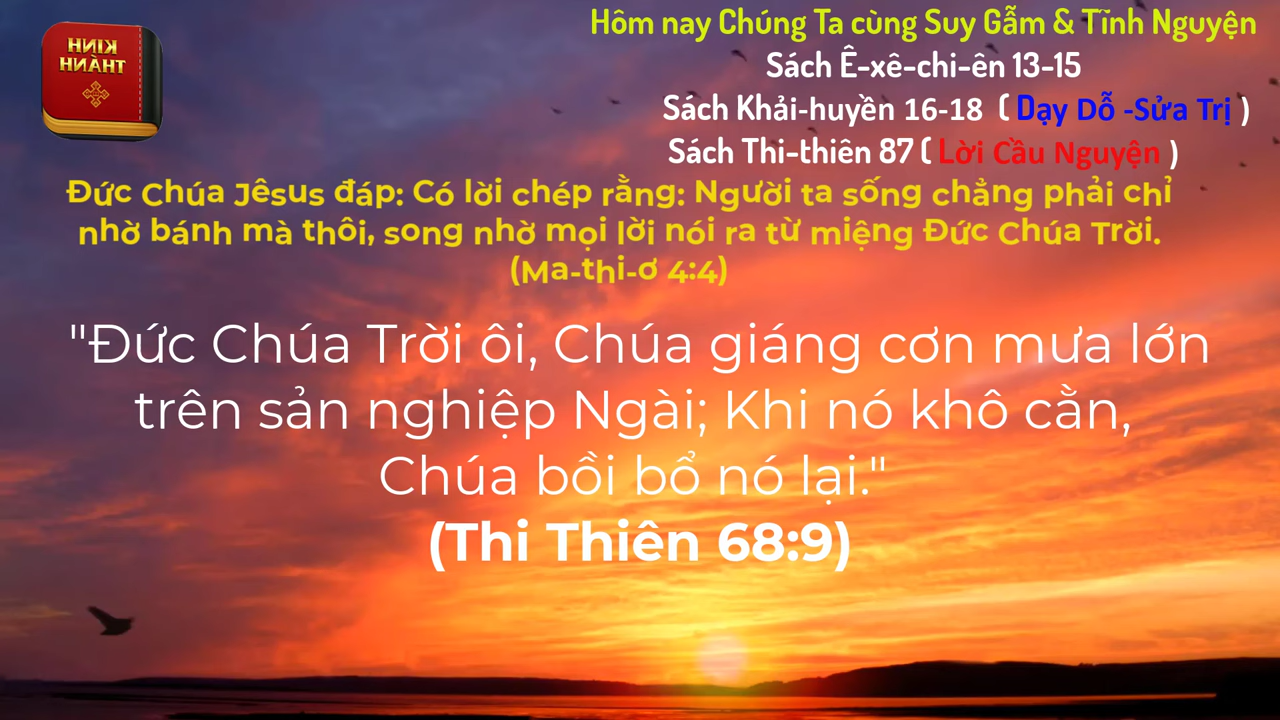 KINH
THÁNH
Hôm nay Chúng Ta cùng Suy Gẫm & Tĩnh Nguyện
Sách Ê-xê-chi-ên 13-15
Sách Khải-huyền 16-18 ( Dạy Dỗ -Sửa Trị )
Sách Thi-thiên 87 ( Lời Cầu Nguyện )
Đức Chúa Jêsus đáp: Có lời chép rằng: Người ta sống chẳng phải chỉ
nhờ bánh mà thôi, song nhờ mọi lời nói ra từ miệng Đức Chúa Trời.
(Ma-thi-ơ 4:4)
"Đức Chúa Trời ôi, Chúa giáng cơn mưa lớn
trên sản nghiệp Ngài; Khi nó khô cằn,
Chúa bồi bổ nó lại."
(Thi Thiên 68:9)